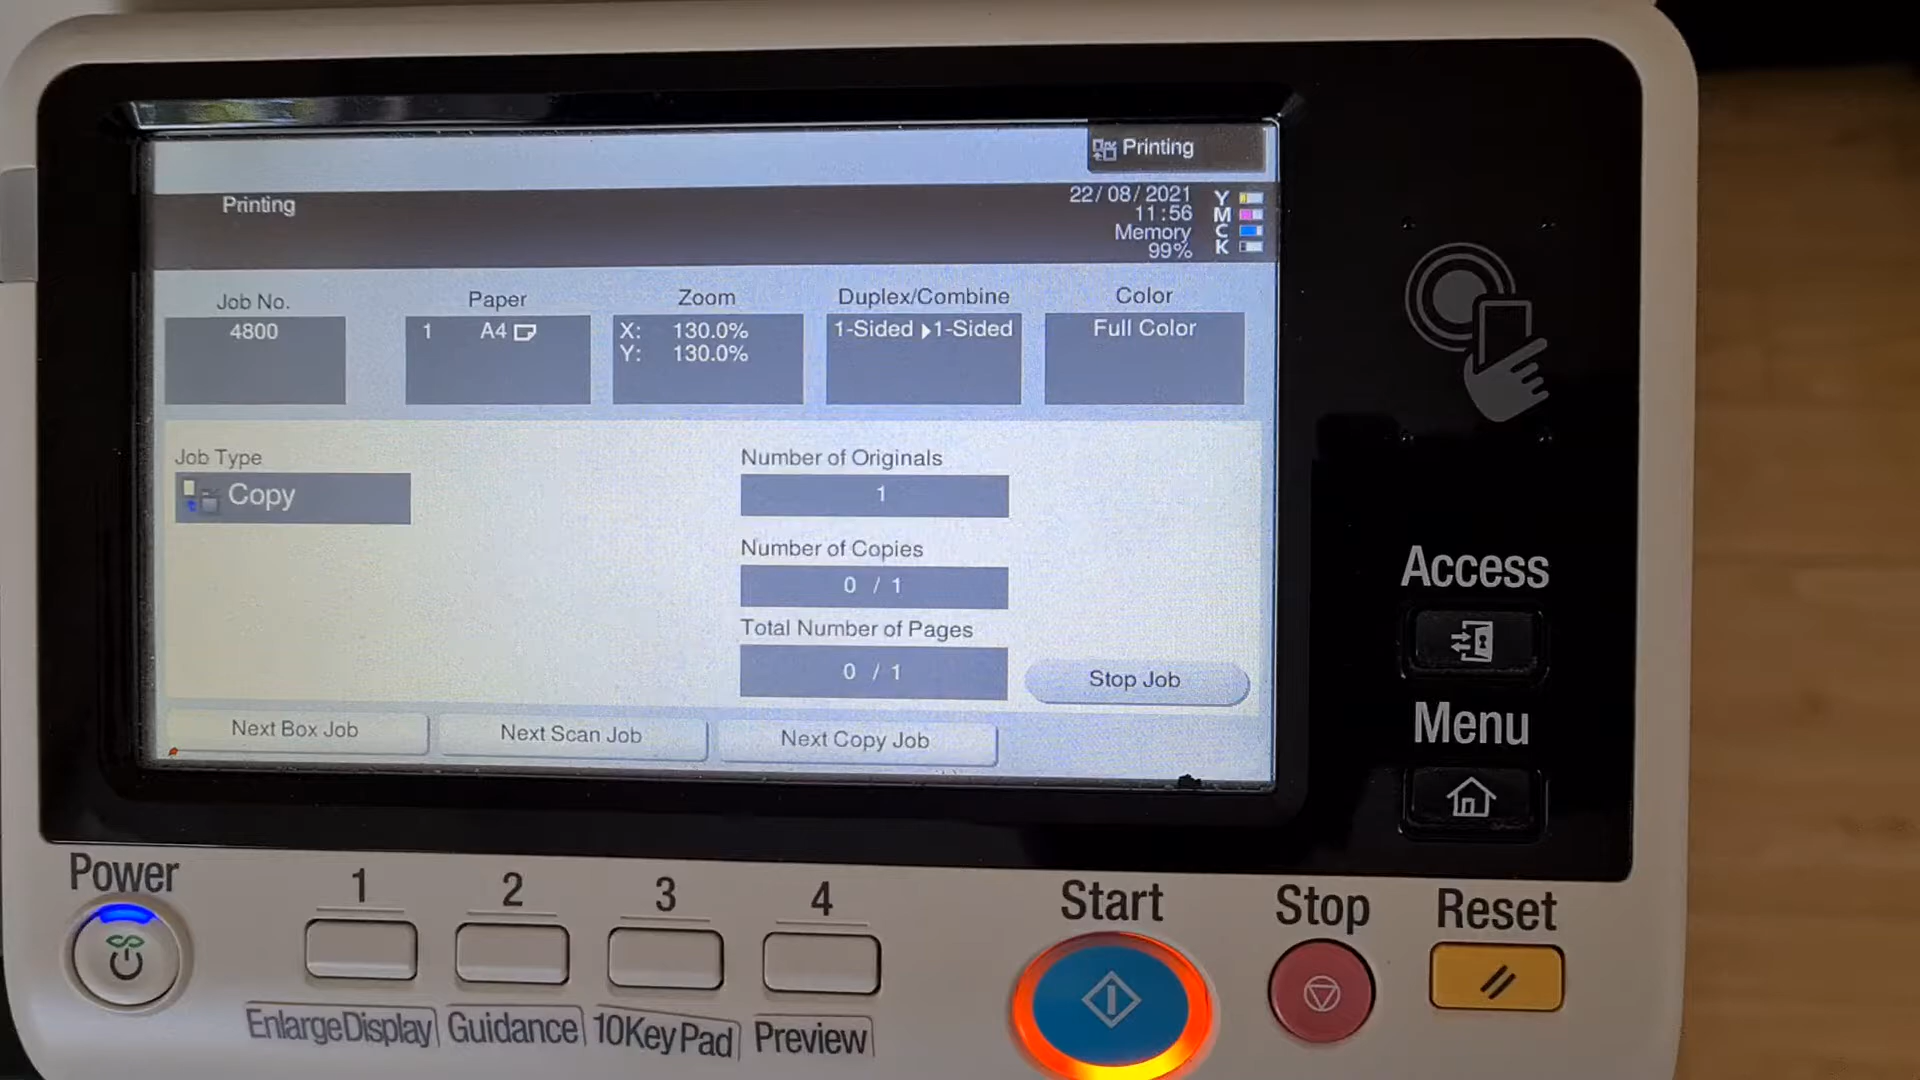 Printing
Printing
22/08/2021
11:56
Memory
99%
Y
M
C
K
Job No.
4800
Paper
1 A4
Zoom
X: 130.0%
Y: 130.0%
Duplex/Combine
1-Sided ▶1-Sided
Color
Full Color
Job Type
Copy
Number of Originals
1
Number of Copies
0 / 1
Total Number of Pages
0 / 1
Stop Job
Next Box Job
Next Scan Job
Next Copy Job
Access
Menu
Power
1
2
3
4
Start
Stop
Reset
Enlarge Display
Guidance
10 Key Pad
Preview